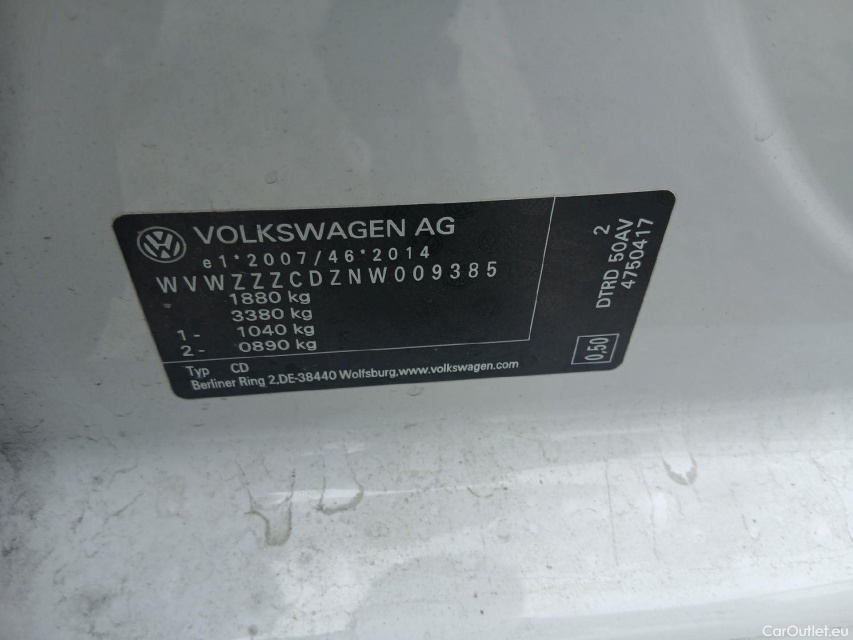 VOLKSWAGEN AG
e1*2007/46*2014
WVWZZZCDZNW009385
1880 kg
3380 kg
1 - 1040 kg
2 - 0890 kg
Typ CD
Berliner Ring 2.DE-38440 Wolfsburg.www.volkswagen.com
2
DTRD 50AV
4750417
0.50
CarOutlet.eu